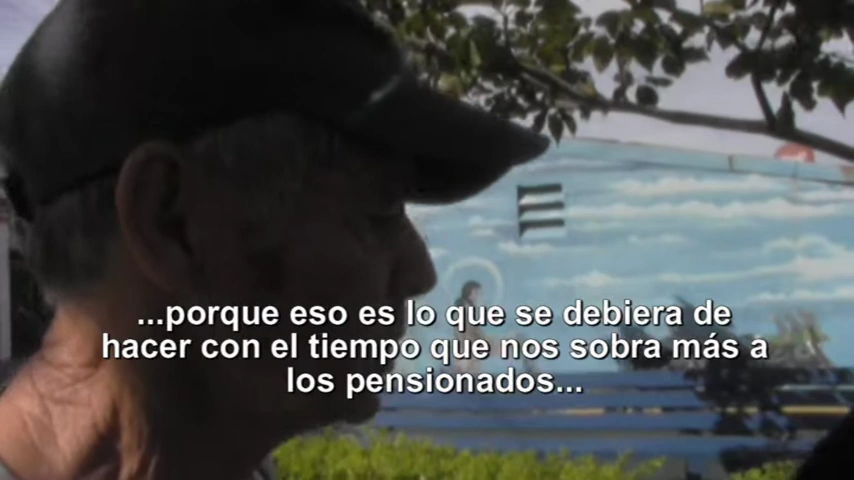 ...porque eso es lo que se debiera de
hacer con el tiempo que nos sobra más a
los pensionados...